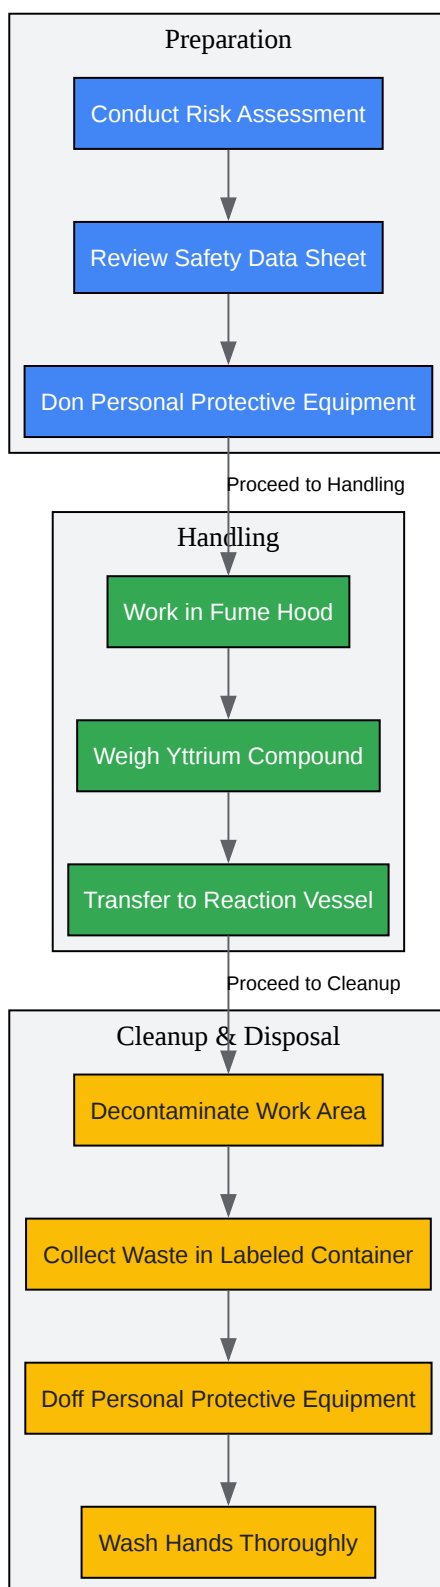 Preparation
Conduct Risk Assessment
Review Safety Data Sheet
Don Personal Protective Equipment
Proceed to Handling
Handling
Work in Fume Hood
Weigh Yttrium Compound
Transfer to Reaction Vessel
Proceed to Cleanup
Cleanup & Disposal
Decontaminate Work Area
Collect Waste in Labeled Container
Doff Personal Protective Equipment
Wash Hands Thoroughly